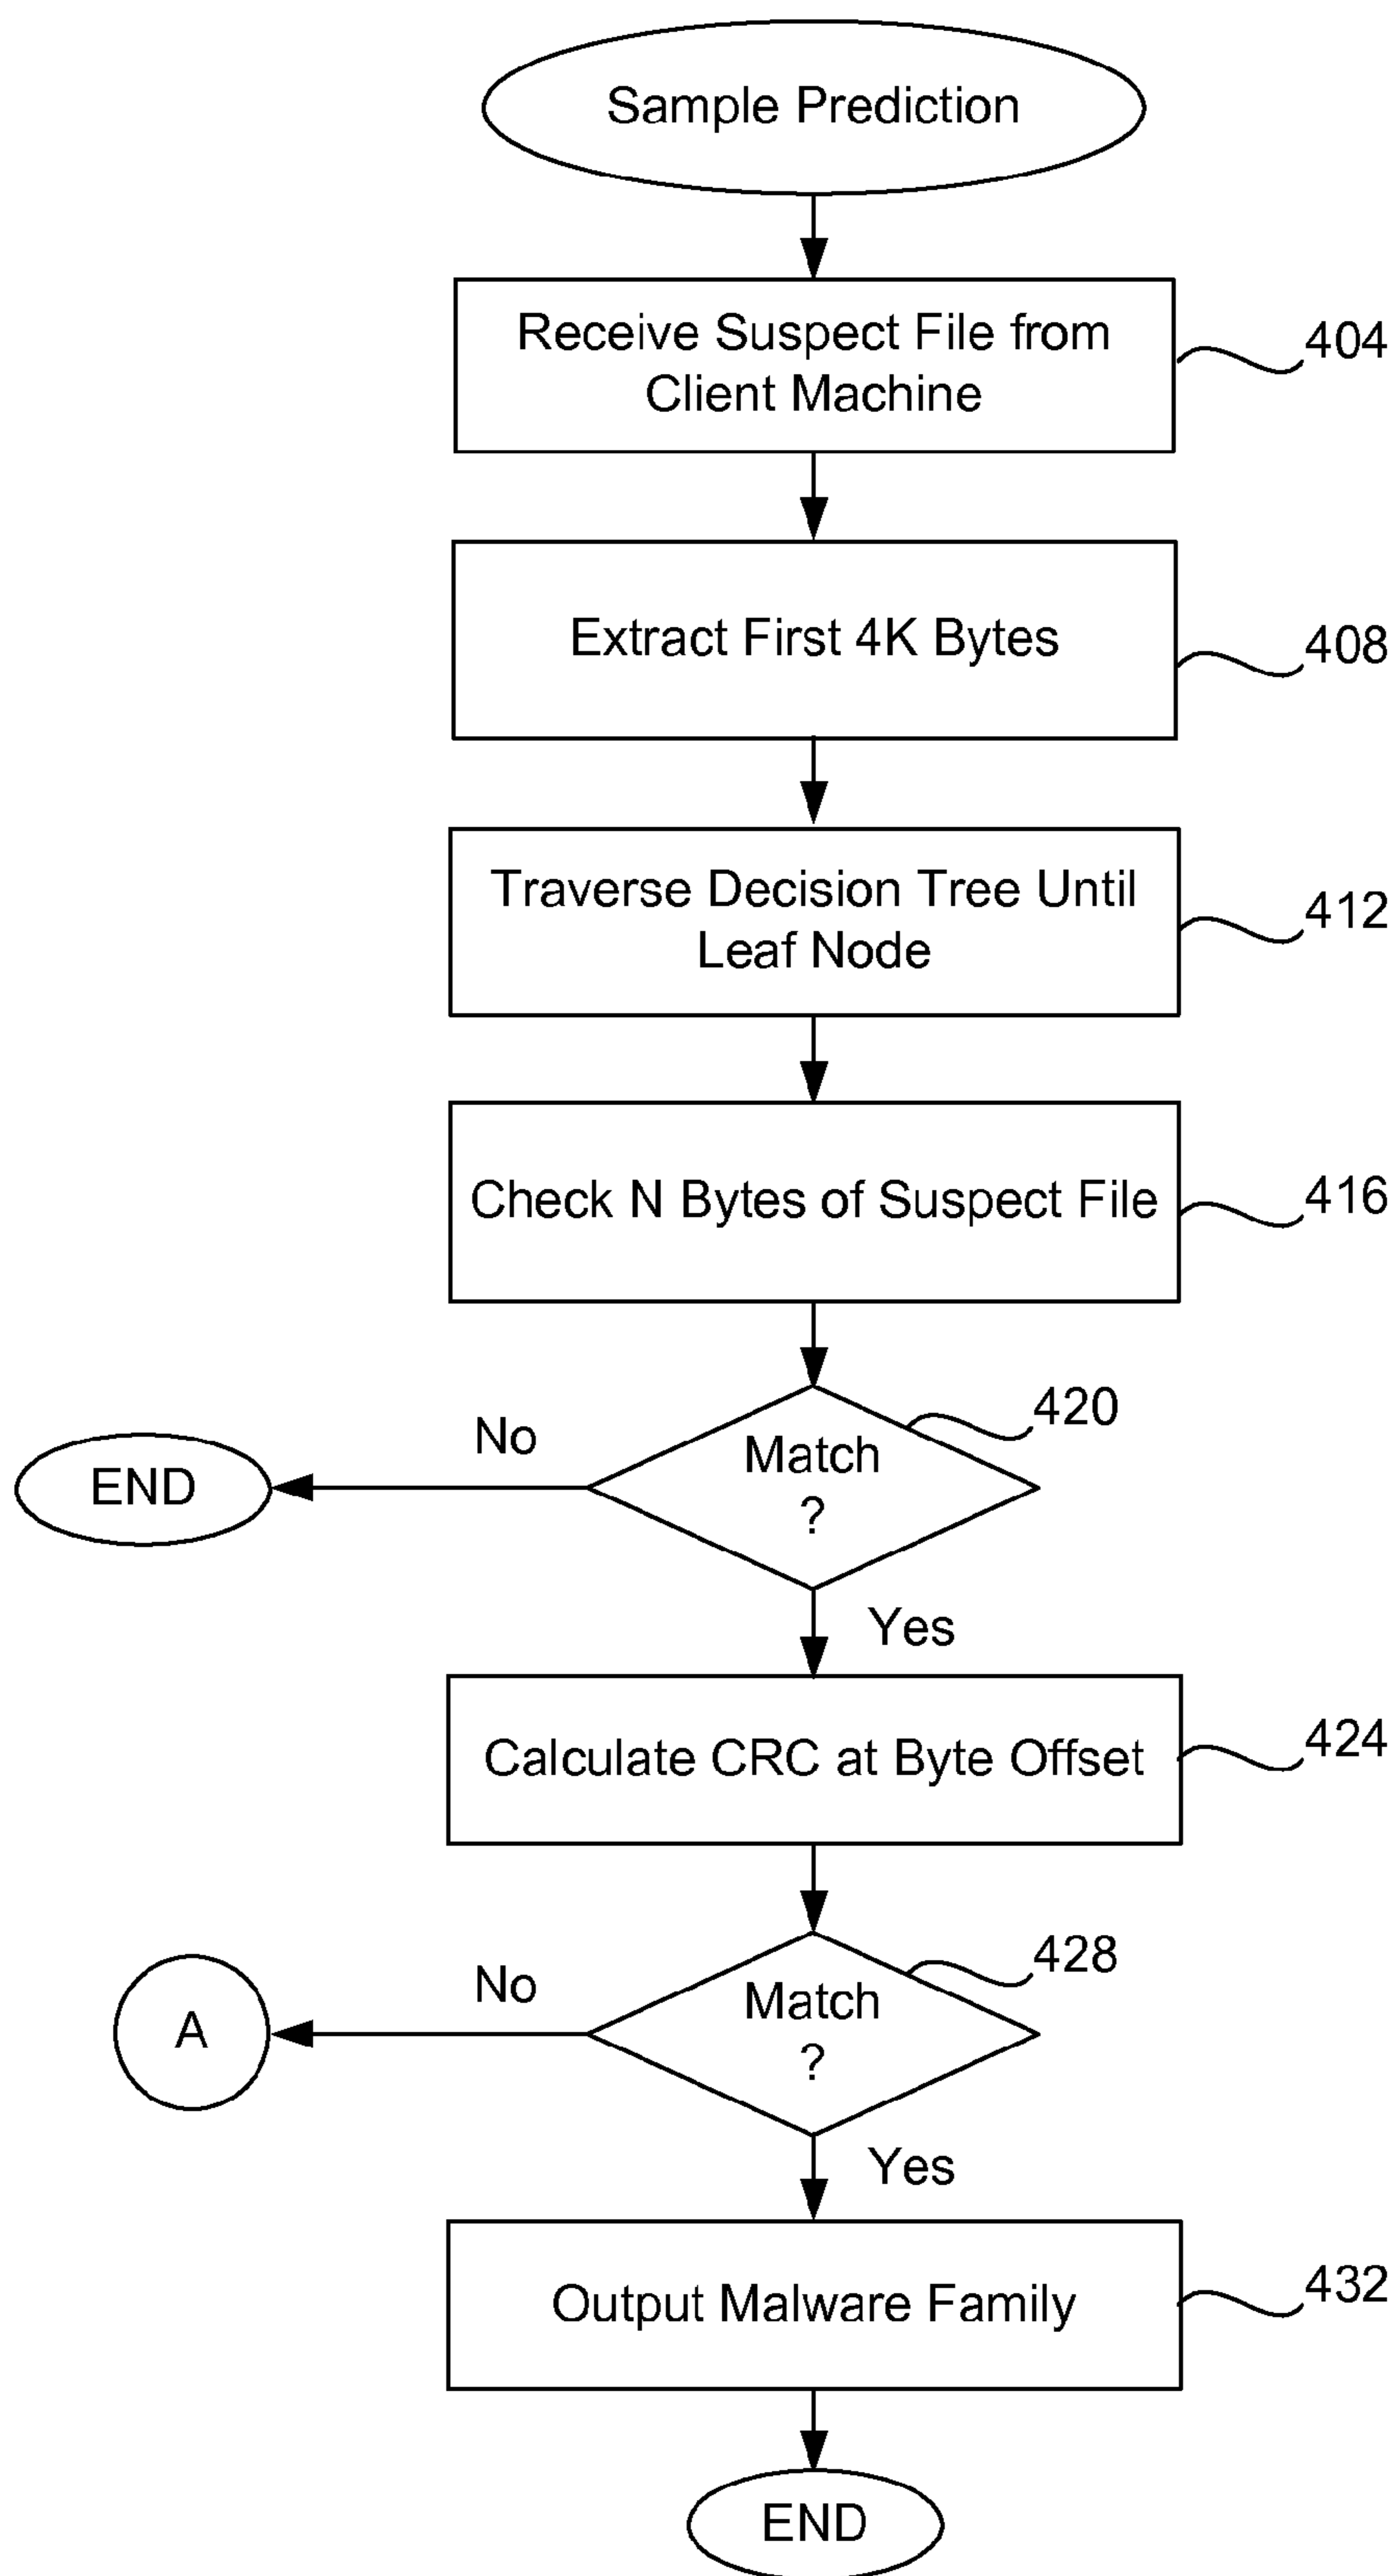 Sample Prediction
Receive Suspect File from
Client Machine
404
Extract First 4K Bytes
408
Traverse Decision Tree Until
Leaf Node
412
Check N Bytes of Suspect File
416
420
No
Match
?
END
Yes
Calculate CRC at Byte Offset
424
428
No
Match
?
A
Yes
Output Malware Family
432
END